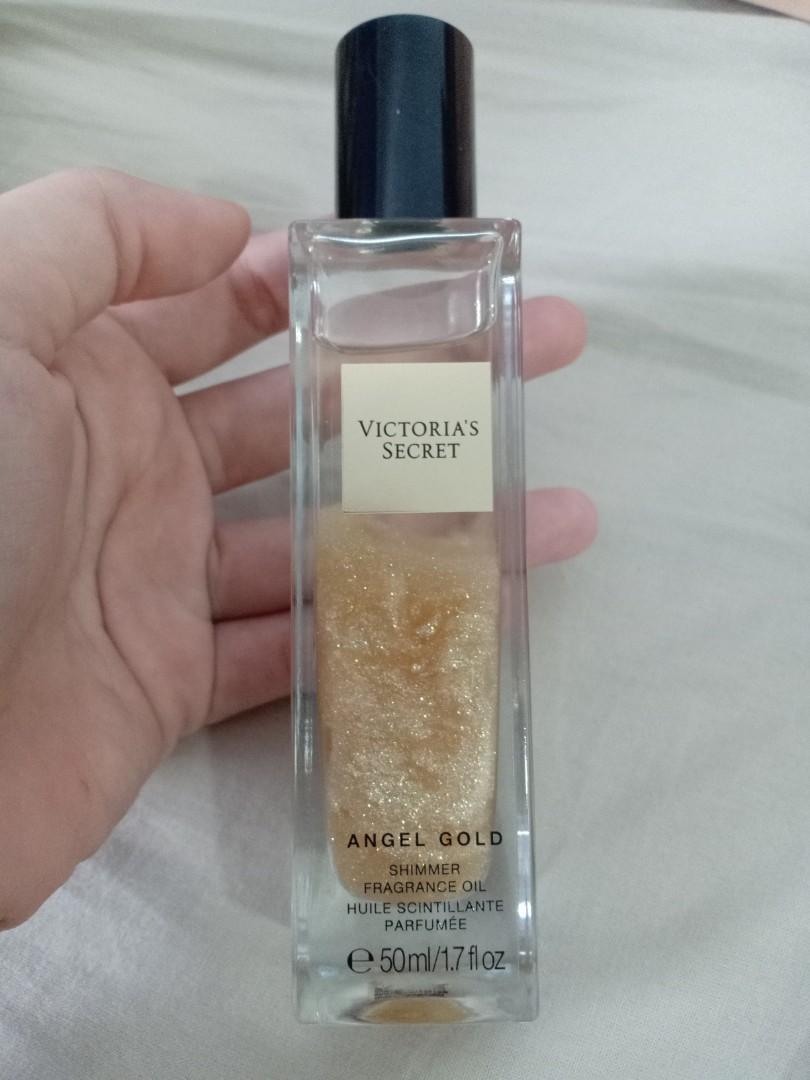 VICTORIA'S
SECRET
ANGEL GOLD
SHIMMER
FRAGRANCE OIL
HUILE SCINTILLANTE
PARFUMÉE
℮ 50ml/1.7 fl oz